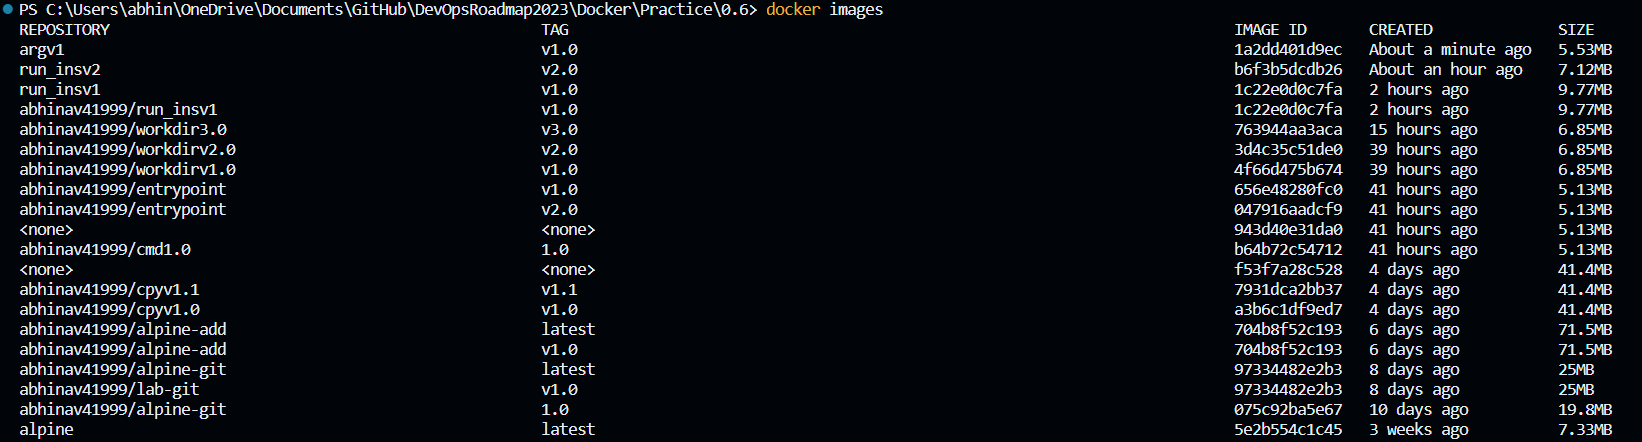 PS C:\Users\abhin\OneDrive\Documents\GitHub\DevOpsRoadmap2023\Docker\Practice\0.6> docker images
REPOSITORY TAG IMAGE ID CREATED SIZE
argv1 v1.0 1a2dd401d9ec About a minute ago 5.53MB
run_insv2 v2.0 b6f3b5dcdb26 About an hour ago 7.12MB
run_insv1 v1.0 1c22e0d0c7fa 2 hours ago 9.77MB
abhinav41999/run_insv1 v1.0 1c22e0d0c7fa 2 hours ago 9.77MB
abhinav41999/workdir3.0 v3.0 763944aa3aca 15 hours ago 6.85MB
abhinav41999/workdirv2.0 v2.0 3d4c35c51de0 39 hours ago 6.85MB
abhinav41999/workdirv1.0 v1.0 4f66d475b674 39 hours ago 6.85MB
abhinav41999/entrypoint v1.0 656e48280fc0 41 hours ago 5.13MB
abhinav41999/entrypoint v2.0 047916aadcf9 41 hours ago 5.13MB
<none> <none> 943d40e31da0 41 hours ago 5.13MB
abhinav41999/cmd1.0 1.0 b64b72c54712 41 hours ago 5.13MB
<none> <none> f53f7a28c528 4 days ago 41.4MB
abhinav41999/cpyv1.1 v1.1 7931dca2bb37 4 days ago 41.4MB
abhinav41999/cpyv1.0 v1.0 a3b6c1df9ed7 4 days ago 41.4MB
abhinav41999/alpine-add latest 704b8f52c193 6 days ago 71.5MB
abhinav41999/alpine-add v1.0 704b8f52c193 6 days ago 71.5MB
abhinav41999/alpine-git latest 97334482e2b3 8 days ago 25MB
abhinav41999/lab-git v1.0 97334482e2b3 8 days ago 25MB
abhinav41999/alpine-git 1.0 075c92ba5e67 10 days ago 19.8MB
alpine latest 5e2b554c1c45 3 weeks ago 7.33MB